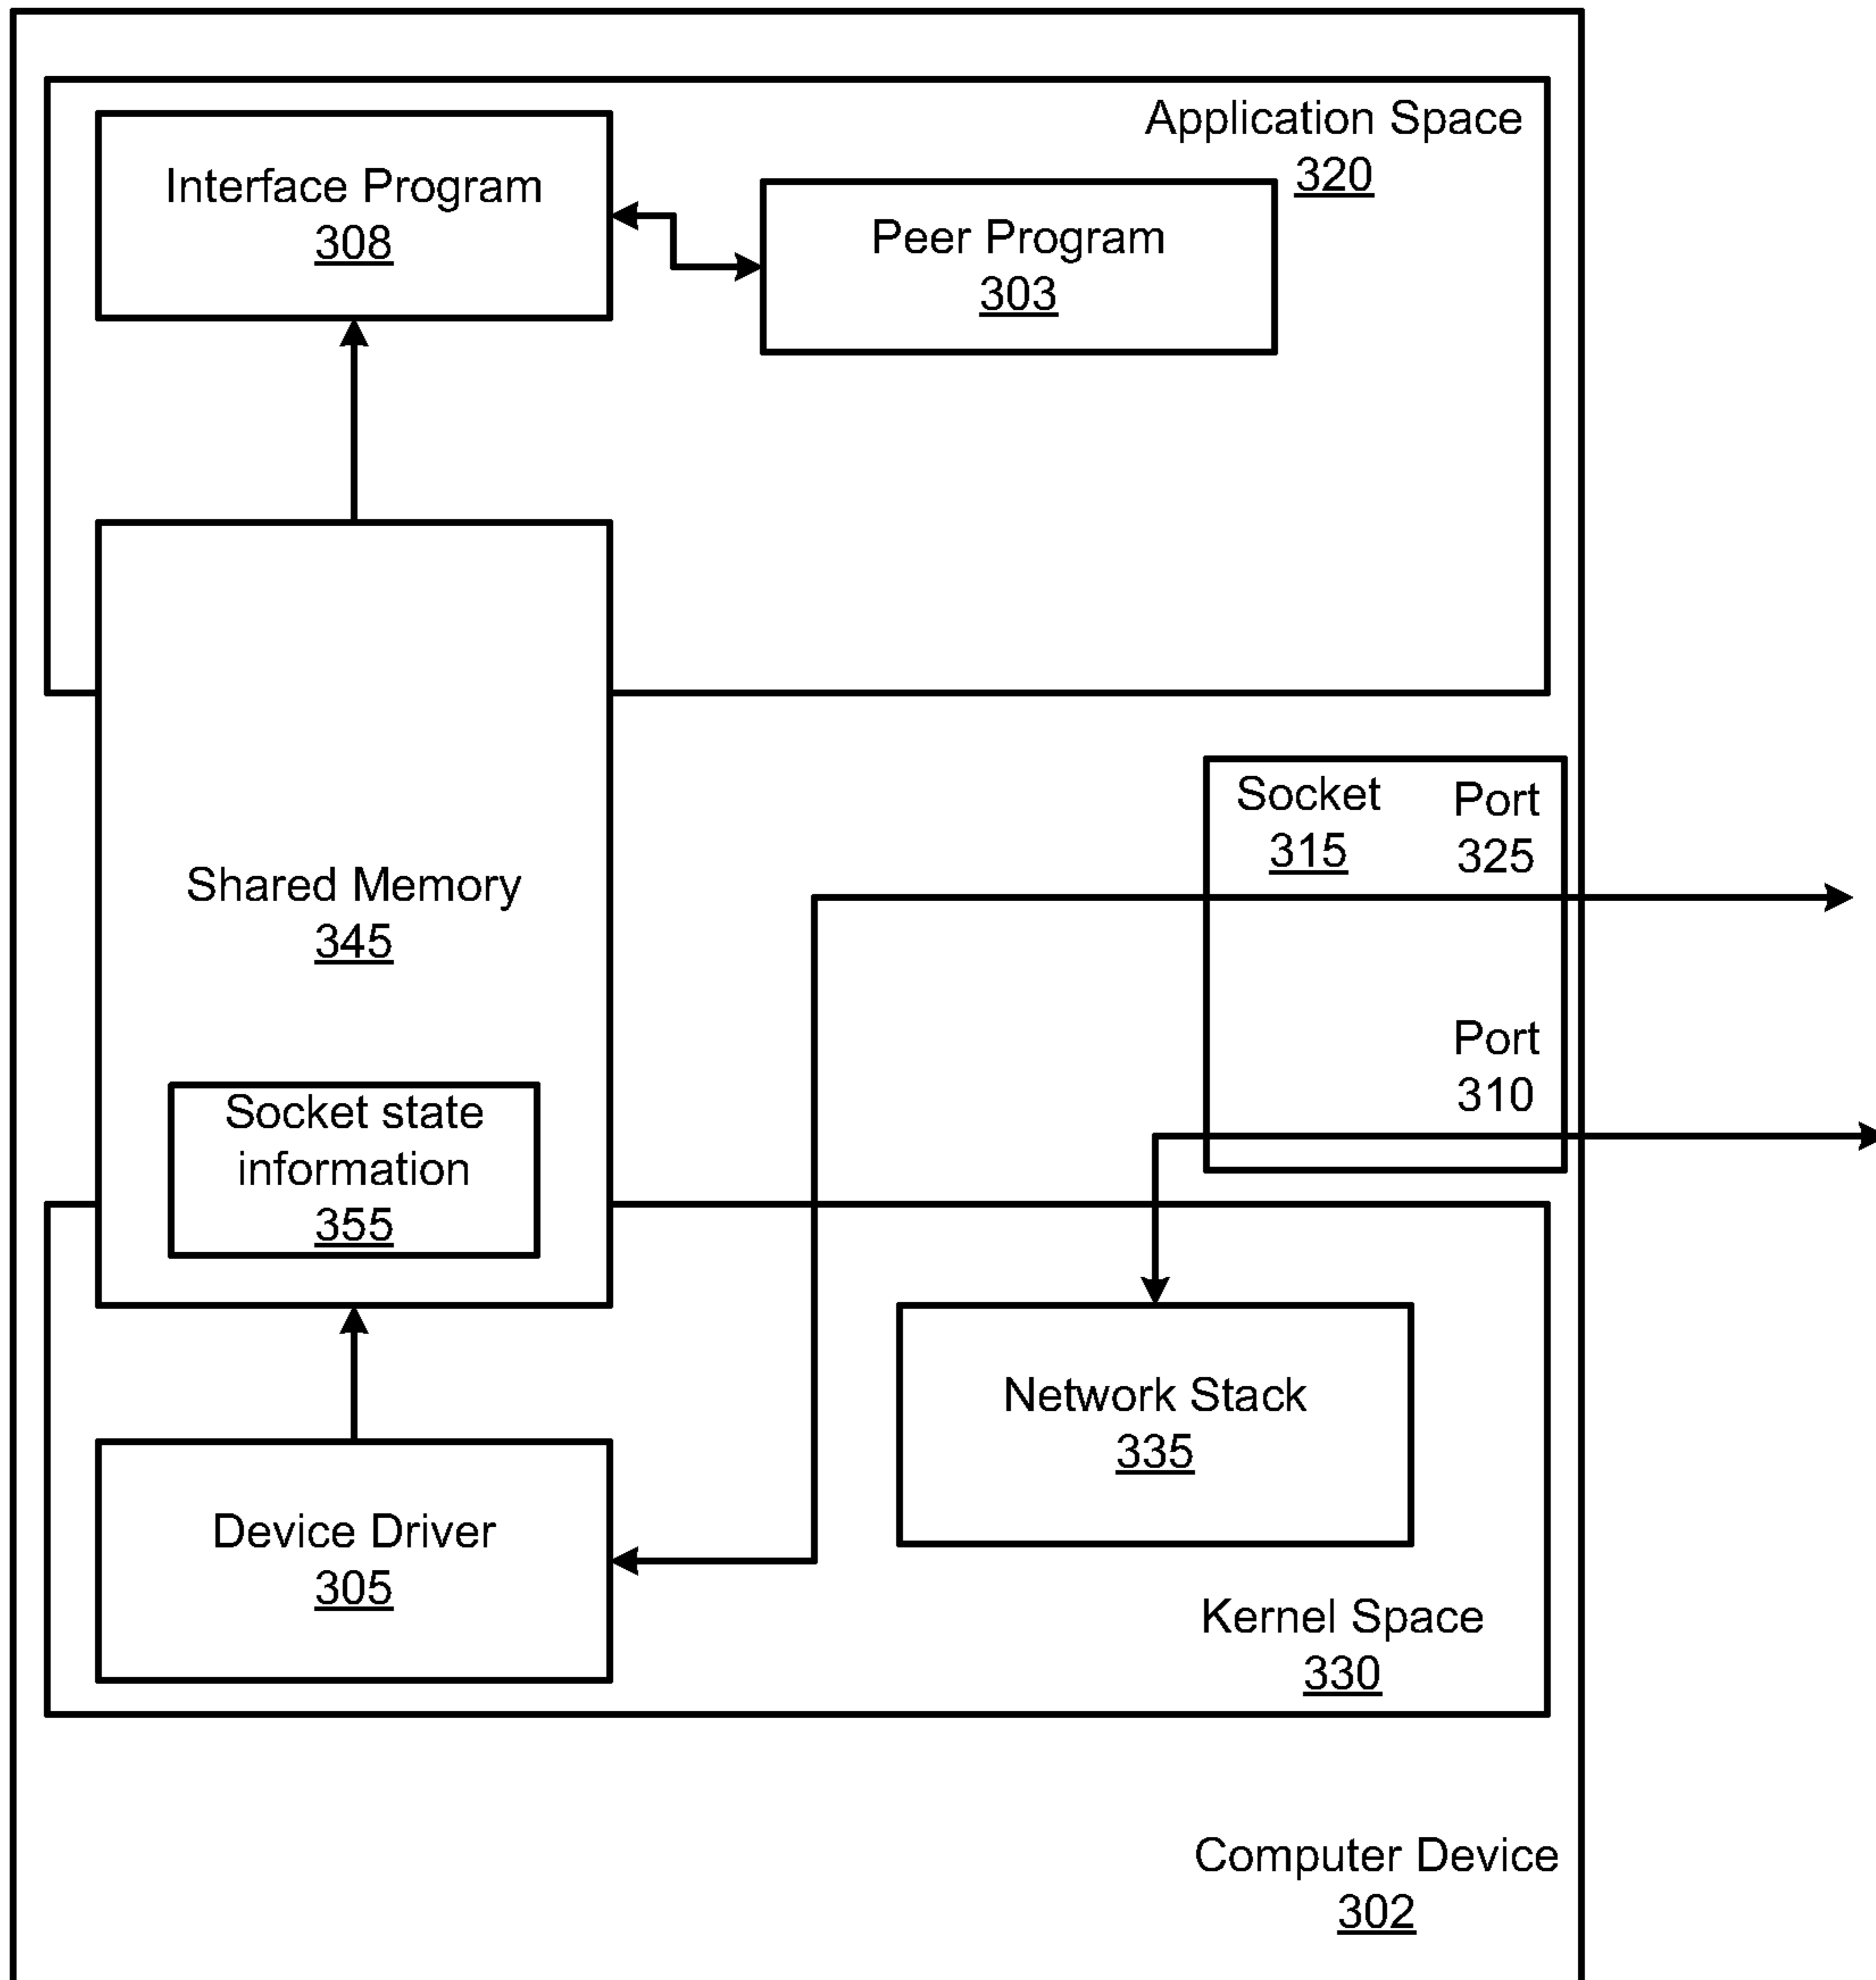 Application Space
320
Interface Program
308
Peer Program
303
Socket
315
Port
325
Shared Memory
345
Port
310
Socket state
information
355
Network Stack
335
Device Driver
305
Kernel Space
330
Computer Device
302